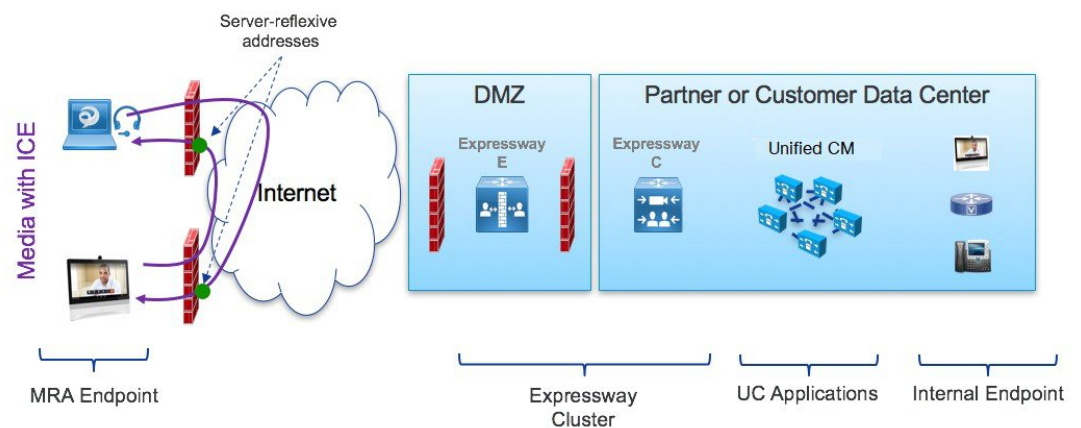 Server-reflexive
addresses
Media with ICE
Internet
DMZ
Expressway
E
Partner or Customer Data Center
Expressway
C
Unified CM
MRA Endpoint
Expressway
Cluster
UC Applications
Internal Endpoint